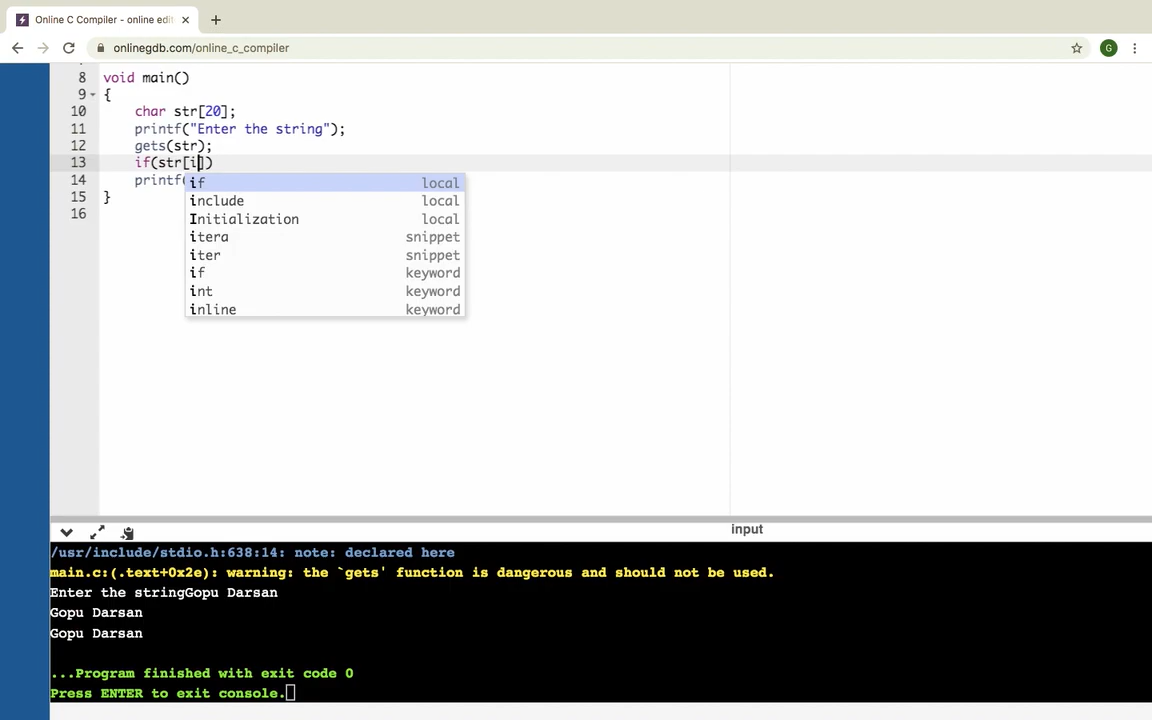 Online C Compiler - online edit
onlinegdb.com/online_c_compiler
G
8 void main()
9 {
10 char str[20];
11 printf("Enter the string");
12 gets(str);
13 if(str[i])
14 printf(
15 }
16
if local
include local
Initialization local
itera snippet
iter snippet
if keyword
int keyword
inline keyword
input
/usr/include/stdio.h:638:14: note: declared here
main.c:(.text+0x2e): warning: the `gets' function is dangerous and should not be used.
Enter the stringGopu Darsan
Gopu Darsan
Gopu Darsan
...Program finished with exit code 0
Press ENTER to exit console.